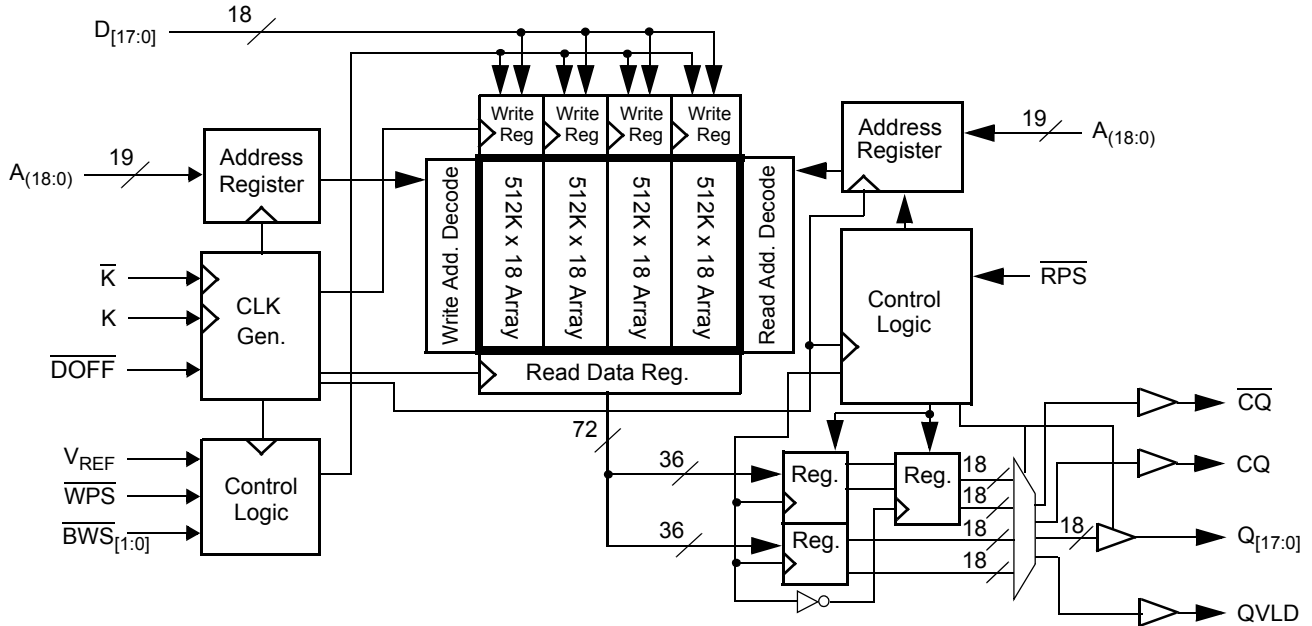 D[17:0]
18
Write Reg
Write Reg
Write Reg
Write Reg
A(18:0)
19
Address
Register
Write Add. Decode
512K x 18 Array
512K x 18 Array
512K x 18 Array
512K x 18 Array
Read Add. Decode
Address
Register
19
A(18:0)
K
K
DOFF
CLK
Gen.
Control
Logic
RPS
Read Data Reg.
VREF
WPS
BWS[1:0]
Control
Logic
72
36
Reg.
Reg.
18
18
36
Reg.
18
18
18
CQ
CQ
Q[17:0]
QVLD